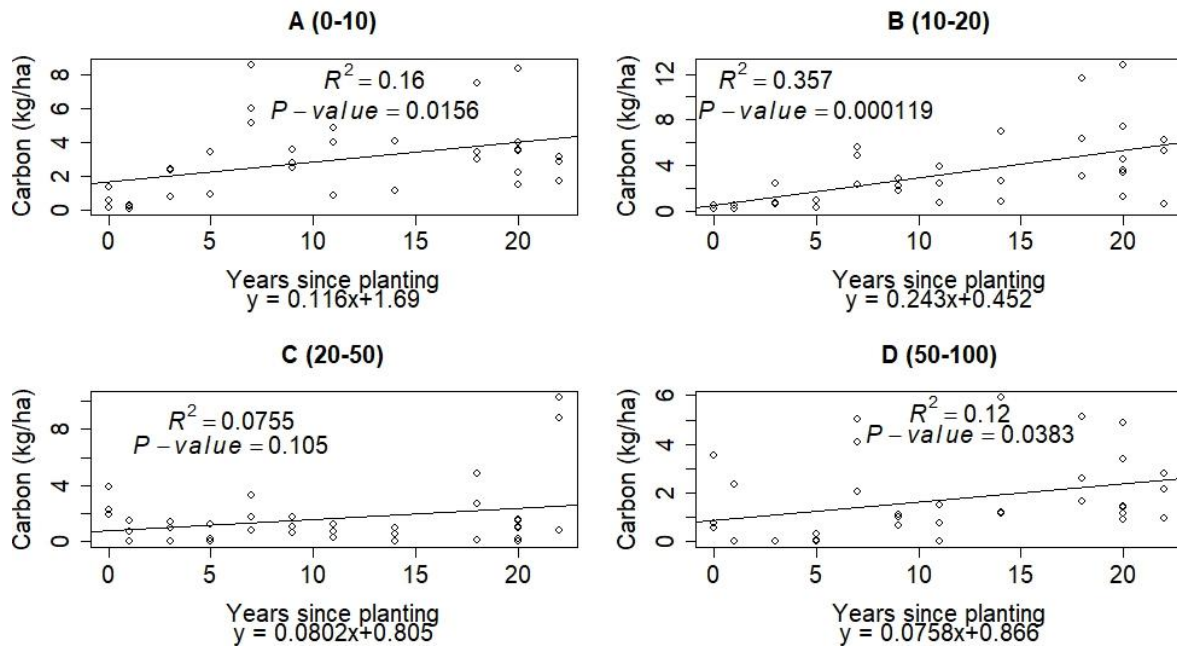 A (0-10)
Carbon (kg/ha)
8
6
4
2
0
R² = 0.16
P − value = 0.0156
0 5 10 15 20
Years since planting
y = 0.116x+1.69
B (10-20)
Carbon (kg/ha)
12
8
4
0
R² = 0.357
P − value = 0.000119
0 5 10 15 20
Years since planting
y = 0.243x+0.452
C (20-50)
Carbon (kg/ha)
8
4
0
R² = 0.0755
P − value = 0.105
0 5 10 15 20
Years since planting
y = 0.0802x+0.805
D (50-100)
Carbon (kg/ha)
6
4
2
0
R² = 0.12
P − value = 0.0383
0 5 10 15 20
Years since planting
y = 0.0758x+0.866